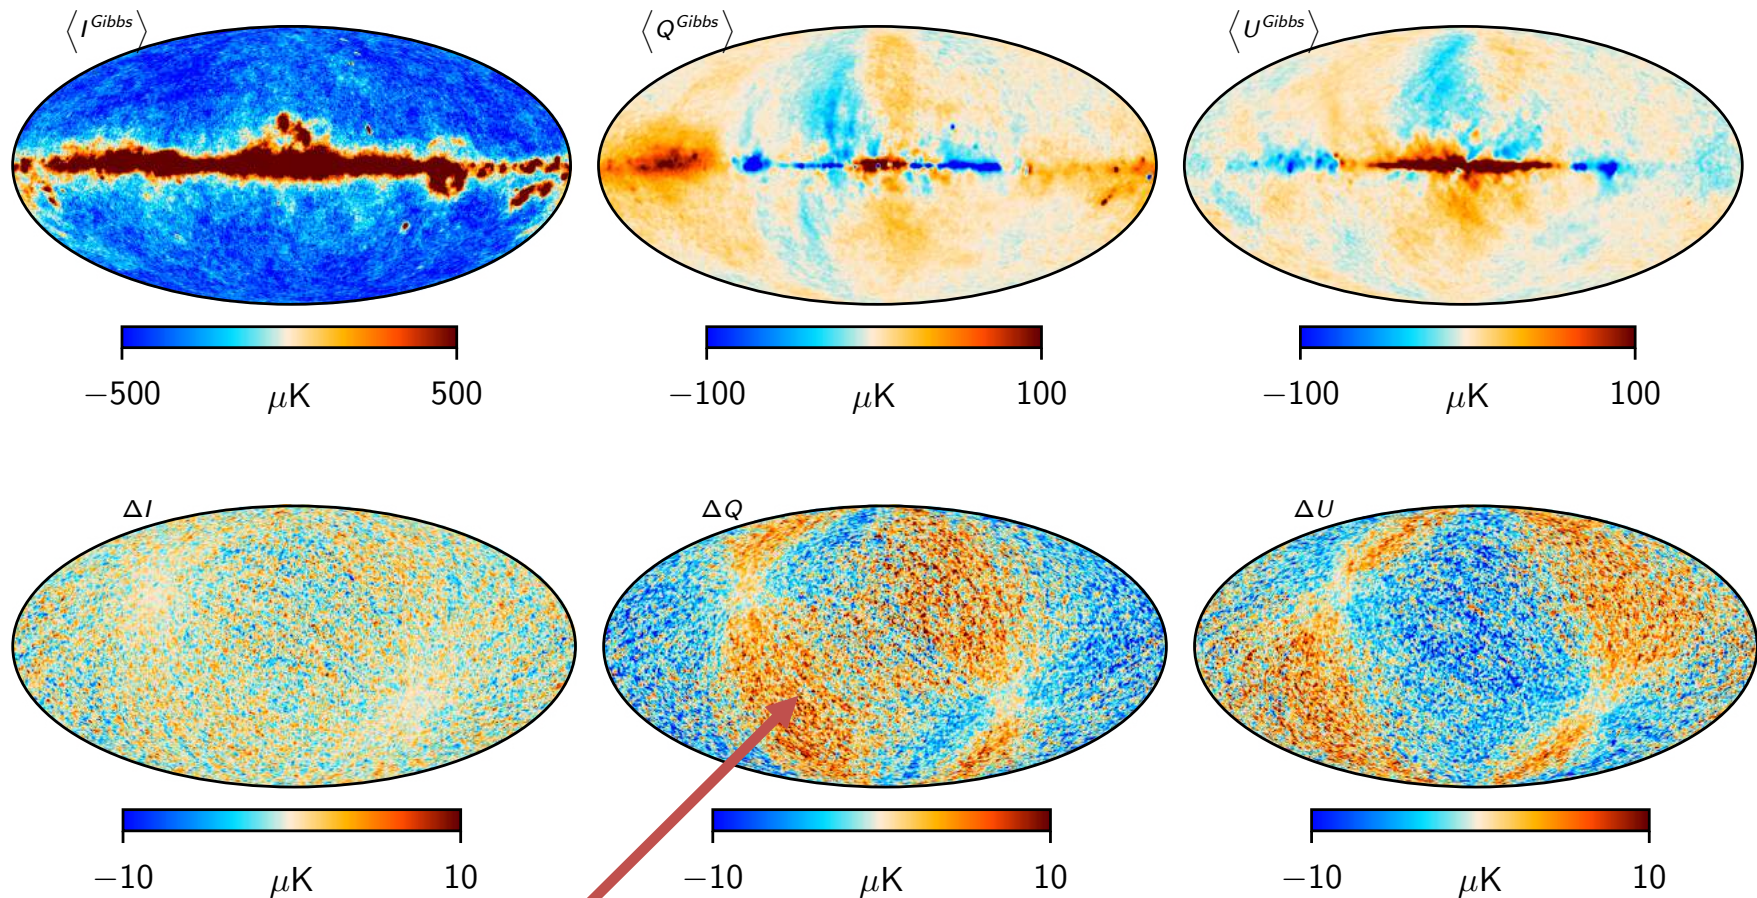 ⟨I^Gibbs⟩ ⟨Q^Gibbs⟩ ⟨U^Gibbs⟩
−500 μK 500 −100 μK 100 −100 μK 100
ΔI ΔQ ΔU
−10 μK 10 −10 μK 10 −10 μK 10